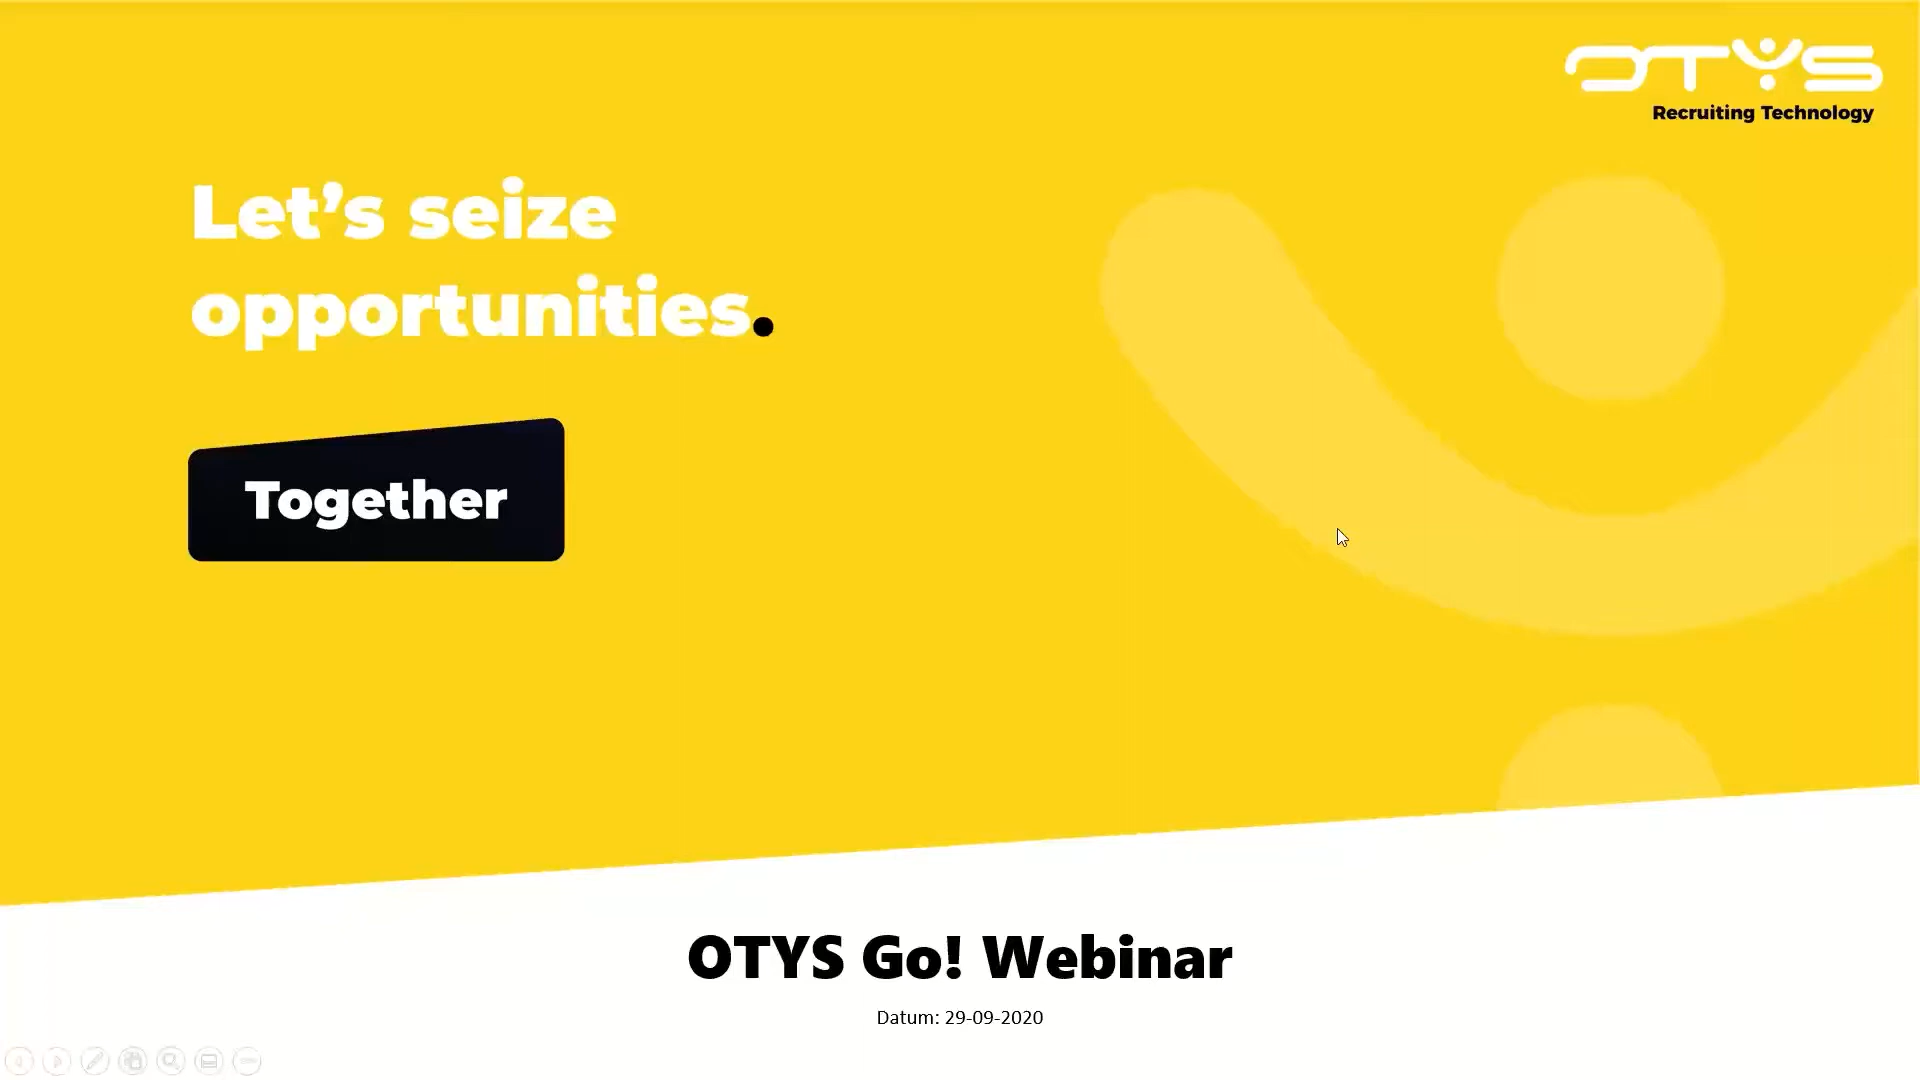 OTYS
Recruiting Technology
Let's seize
opportunities.
Together
OTYS Go! Webinar
Datum: 29-09-2020